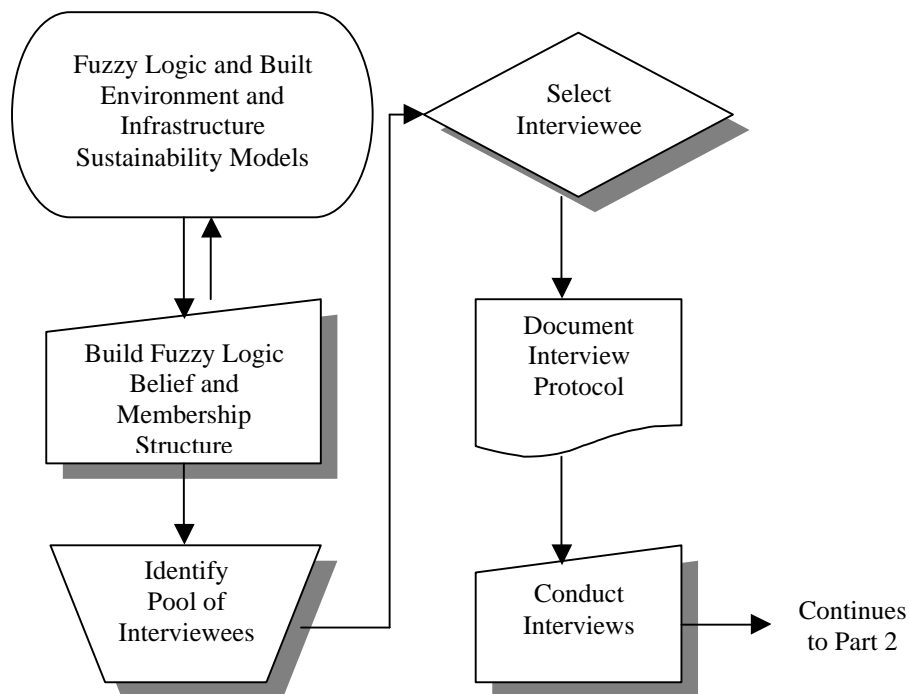 Fuzzy Logic and Built
Environment and
Infrastructure
Sustainability Models
Build Fuzzy Logic
Belief and
Membership
Structure
Identify
Pool of
Interviewees
Select
Interviewee
Document
Interview
Protocol
Conduct
Interviews
Continues
to Part 2